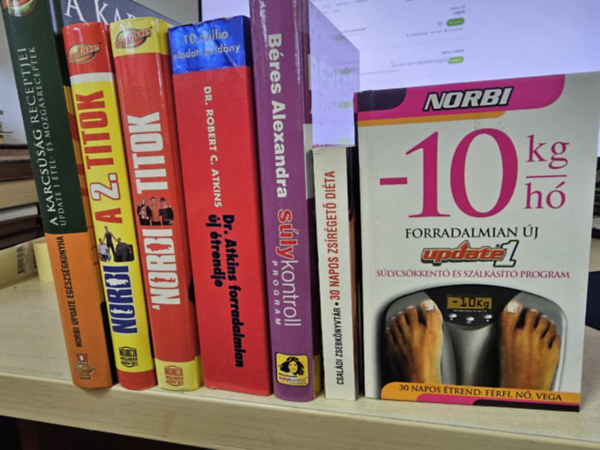 A KARCSÚSÁG RECEPTJEI
UPDATE 1 ÉTEL- ÉS MOZGÁSRECEPTEK
NORBI UPDATE EGÉSZSÉGKONYHA
NORBI A 2. TITOK
'NORBI TITOK
10 millió
eladott példány
DR. ROBERT C. ATKINS
Dr. Atkins forradalmian
új étrendje
Béres Alexandra
súlykontroll
PROGRAM
CSALÁDI ZSEBKÖNYVTÁR • 30 NAPOS ZSÍRÉGETŐ DIÉTA
NORBI
-10 kg
hó
FORRADALMIAN ÚJ
update 1
SÚLYCSÖKKENTŐ ÉS SZÁLKÁSÍTÓ PROGRAM
-10Kg
30 NAPOS ÉTREND: FÉRFI, NŐ, VEGA